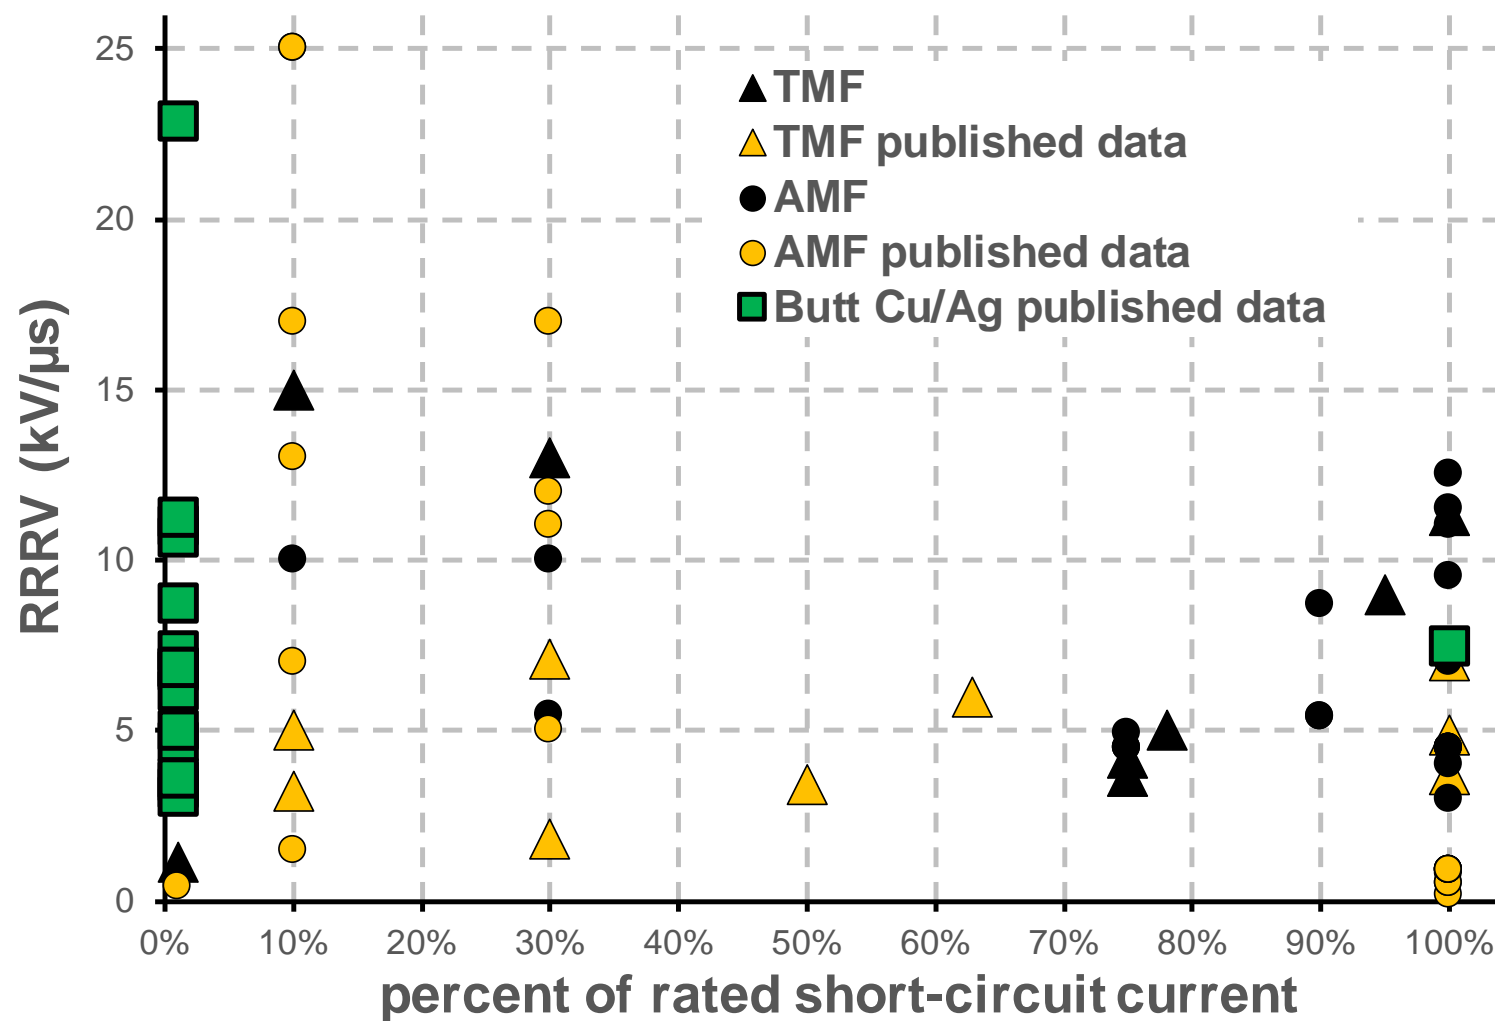 25
20
15
10
5
0
RRRV (kV/µs)
TMF
TMF published data
AMF
AMF published data
Butt Cu/Ag published data
0% 10% 20% 30% 40% 50% 60% 70% 80% 90% 100%
percent of rated short-circuit current